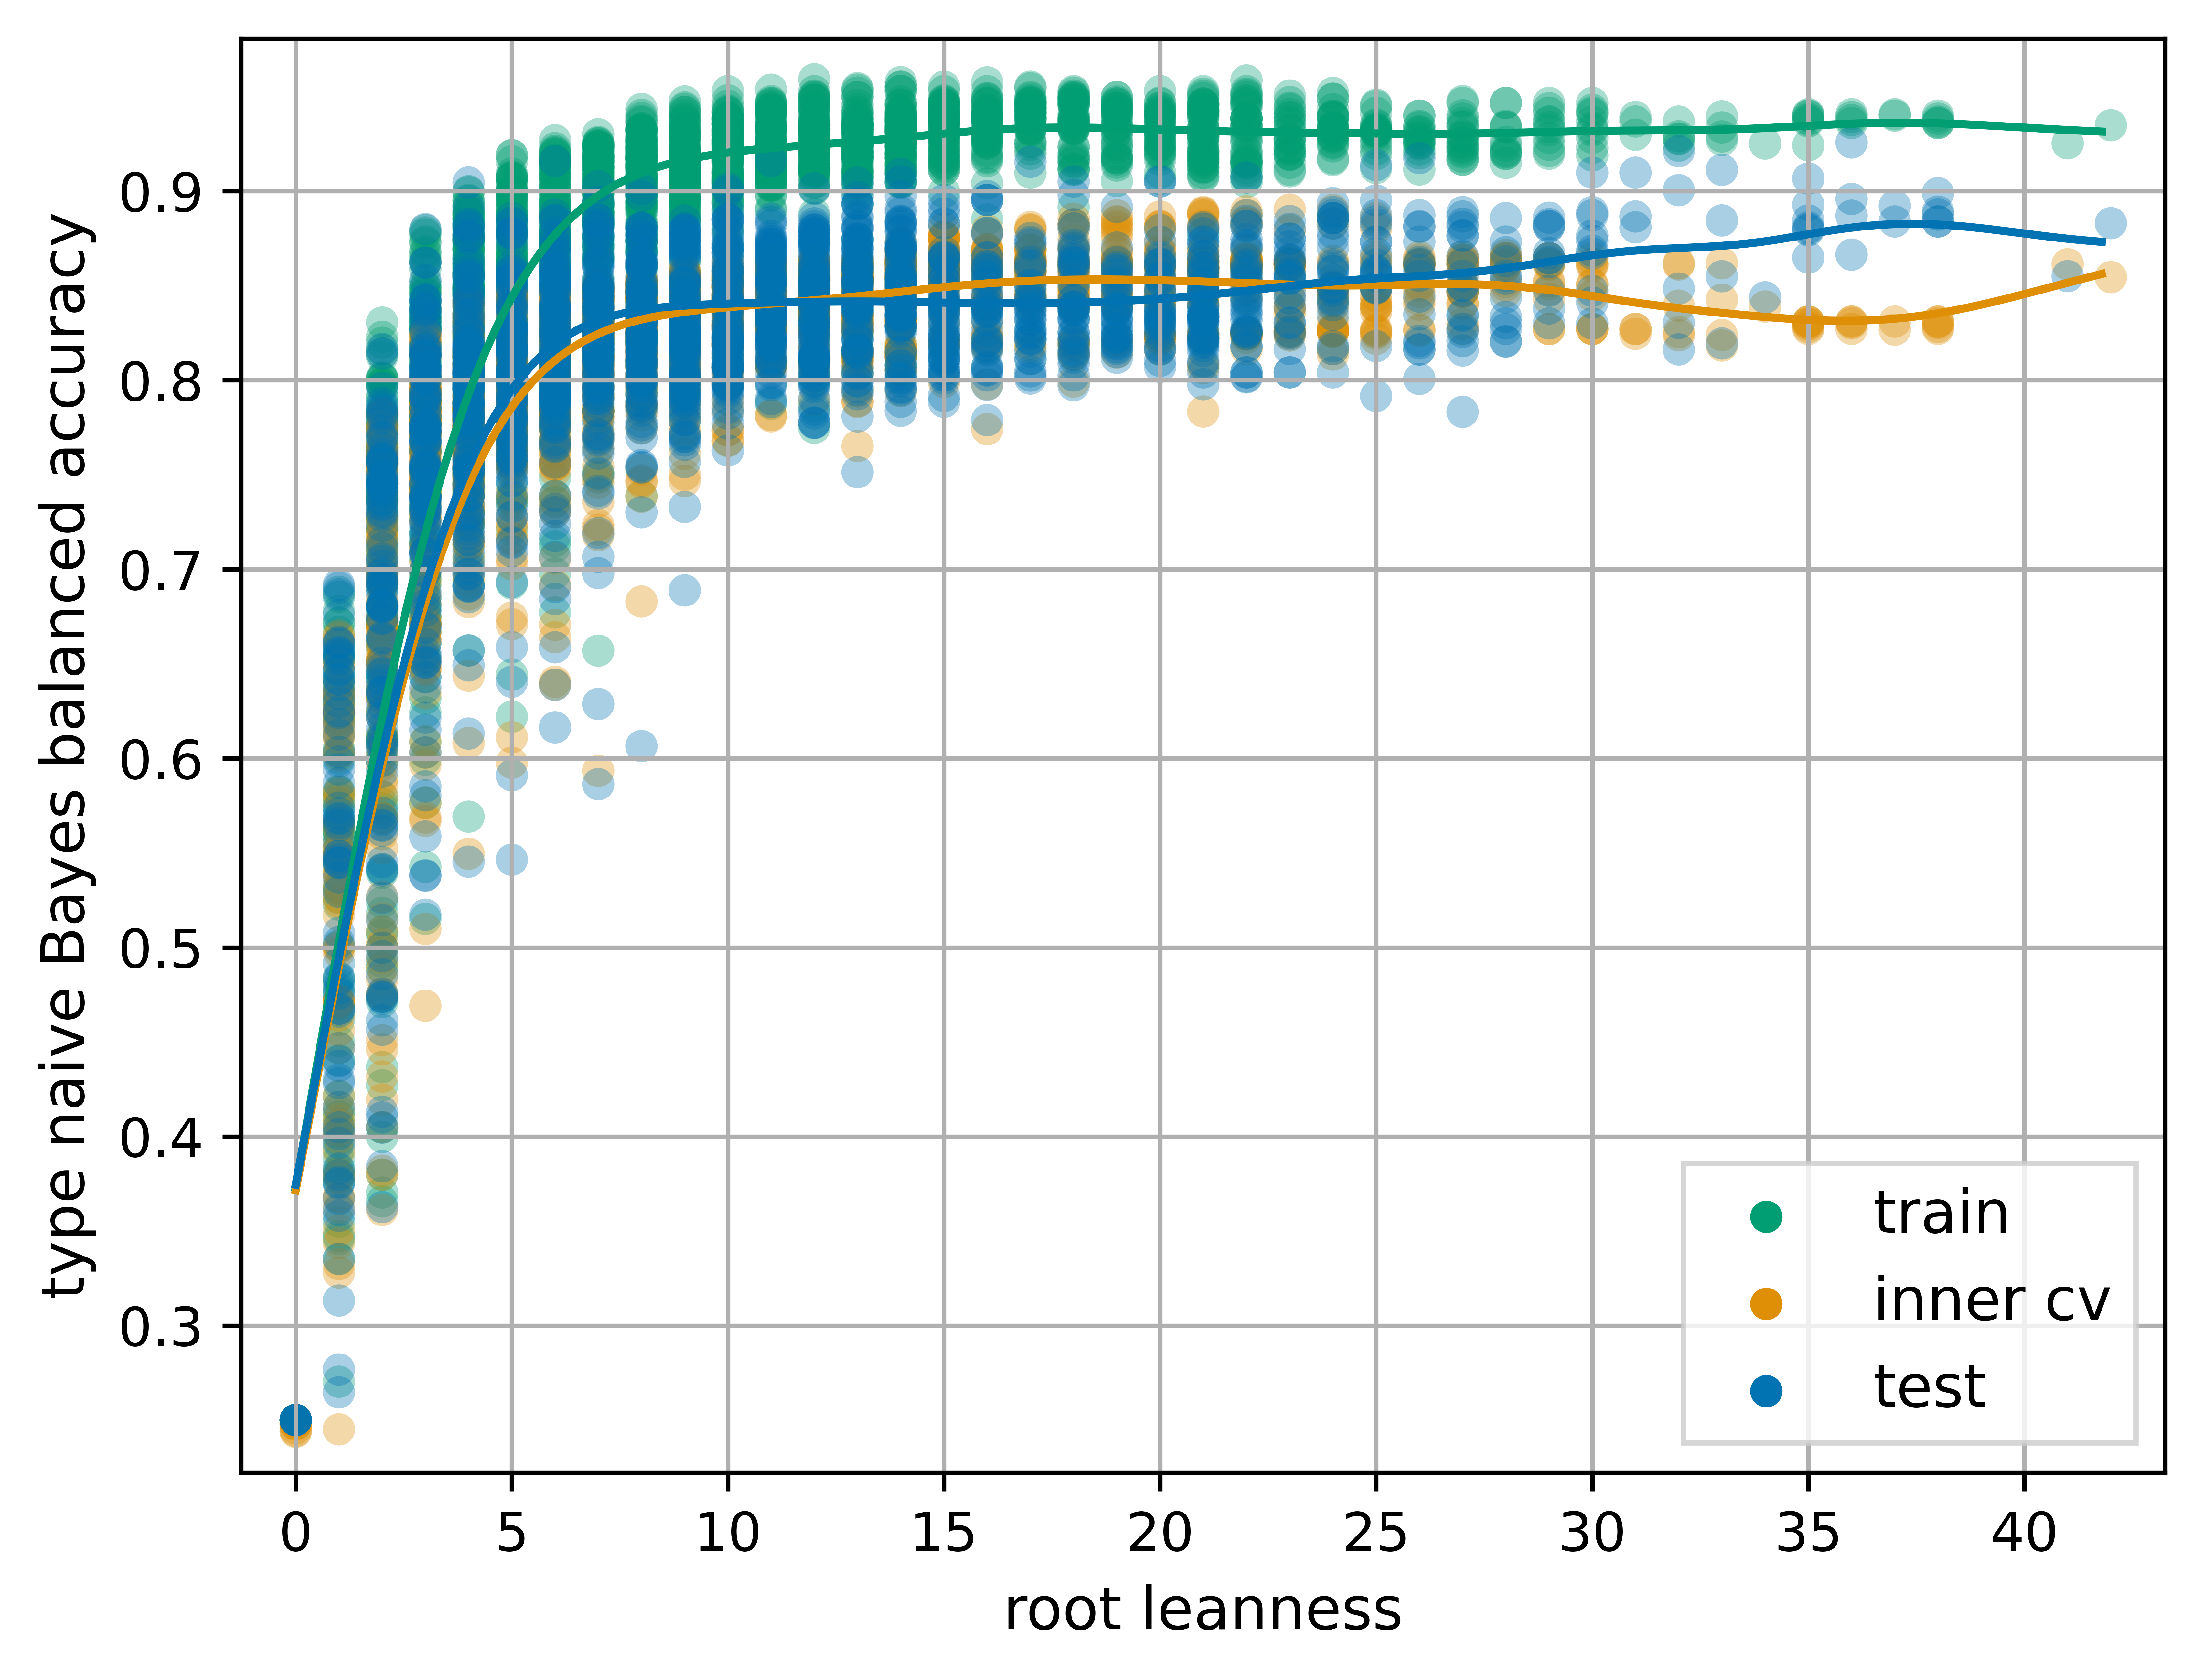 type naive Bayes balanced accuracy
0.9
0.8
0.7
0.6
0.5
0.4
0.3
train
inner cv
test
0 5 10 15 20 25 30 35 40
root leanness